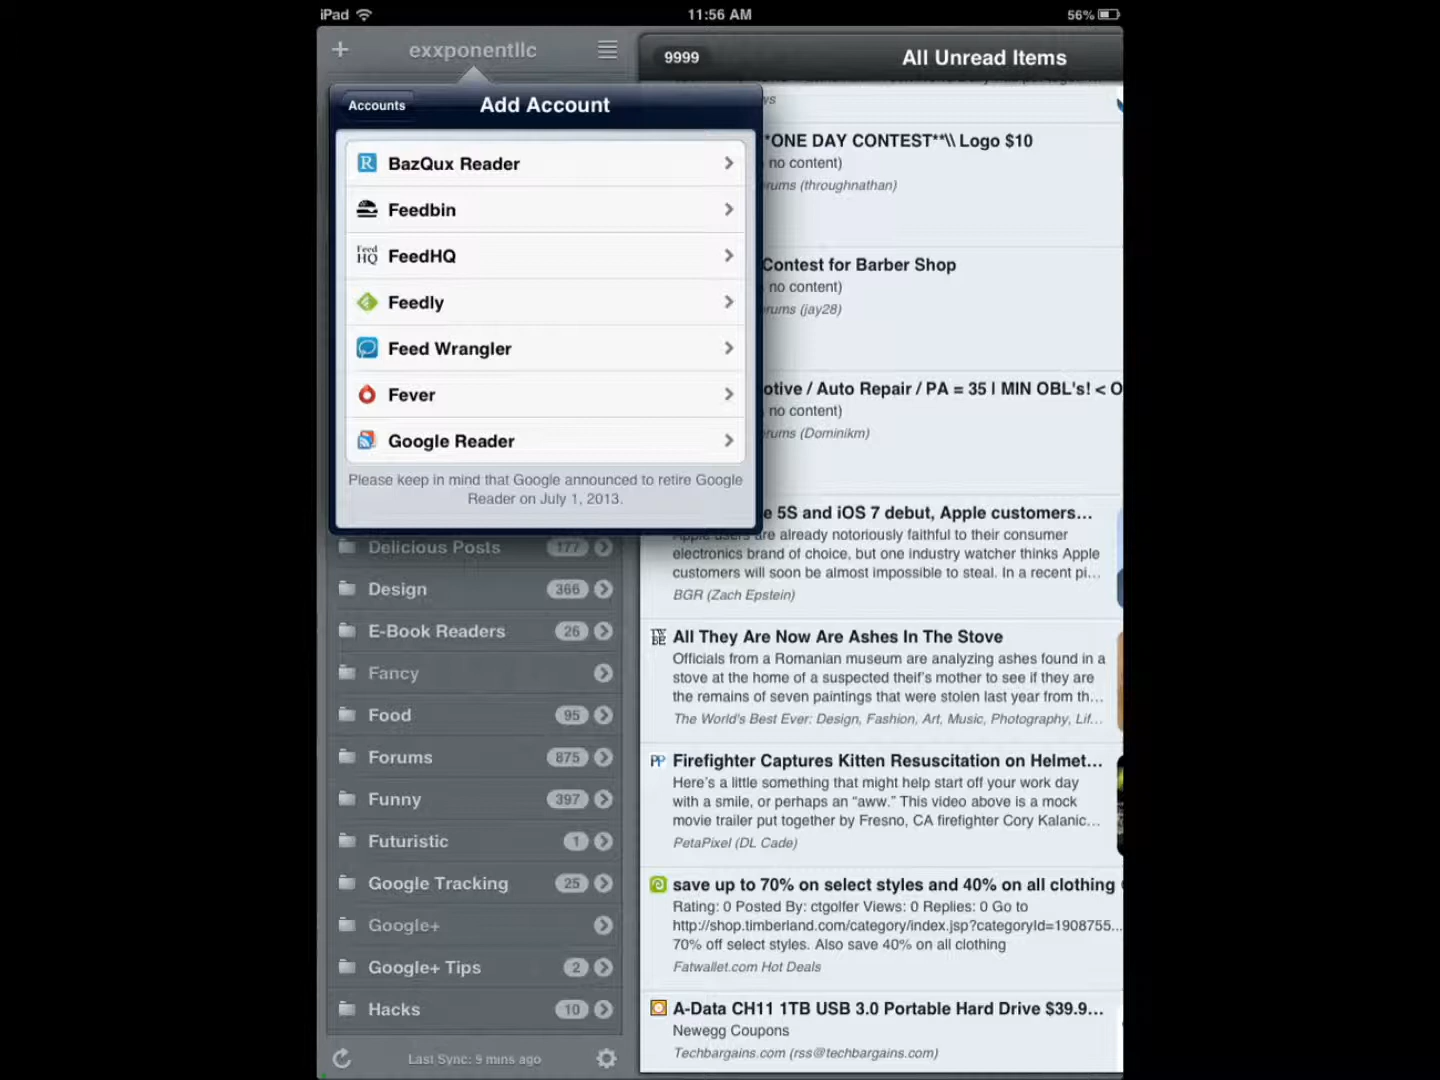 iPad
11:56 AM
56%
exxponentllc
9999
All Unread Items
Accounts
Add Account
BazQux Reader
Feedbin
Feed HQ
FeedHQ
Feedly
Feed Wrangler
Fever
Google Reader
Please keep in mind that Google announced to retire Google
Reader on July 1, 2013.
Delicious Posts 177
Design 366
E-Book Readers 26
Fancy
Food 95
Forums 875
Funny 397
Futuristic 1
Google Tracking 25
Google+
Google+ Tips 2
Hacks 10
Last Sync: 9 mins ago
ws
*ONE DAY CONTEST**\\ Logo $10
no content)
rums (throughnathan)
Contest for Barber Shop
no content)
rums (jay28)
otive / Auto Repair / PA = 35 I MIN OBL's! < O
no content)
rums (Dominikm)
e 5S and iOS 7 debut, Apple customers...
Apple users are already notoriously faithful to their consumer
electronics brand of choice, but one industry watcher thinks Apple
customers will soon be almost impossible to steal. In a recent pi...
BGR (Zach Epstein)
All They Are Now Are Ashes In The Stove
Officials from a Romanian museum are analyzing ashes found in a
stove at the home of a suspected theif's mother to see if they are
the remains of seven paintings that were stolen last year from th...
The World's Best Ever: Design, Fashion, Art, Music, Photography, Lif...
PP Firefighter Captures Kitten Resuscitation on Helmet...
Here's a little something that might help start off your work day
with a smile, or perhaps an "aww." This video above is a mock
movie trailer put together by Fresno, CA firefighter Cory Kalanic...
PetaPixel (DL Cade)
save up to 70% on select styles and 40% on all clothing
Rating: 0 Posted By: ctgolfer Views: 0 Replies: 0 Go to
http://shop.timberland.com/category/index.jsp?categoryId=1908755...
70% off select styles. Also save 40% on all clothing
Fatwallet.com Hot Deals
A-Data CH11 1TB USB 3.0 Portable Hard Drive $39.9...
Newegg Coupons
Techbargains.com (rss@techbargains.com)